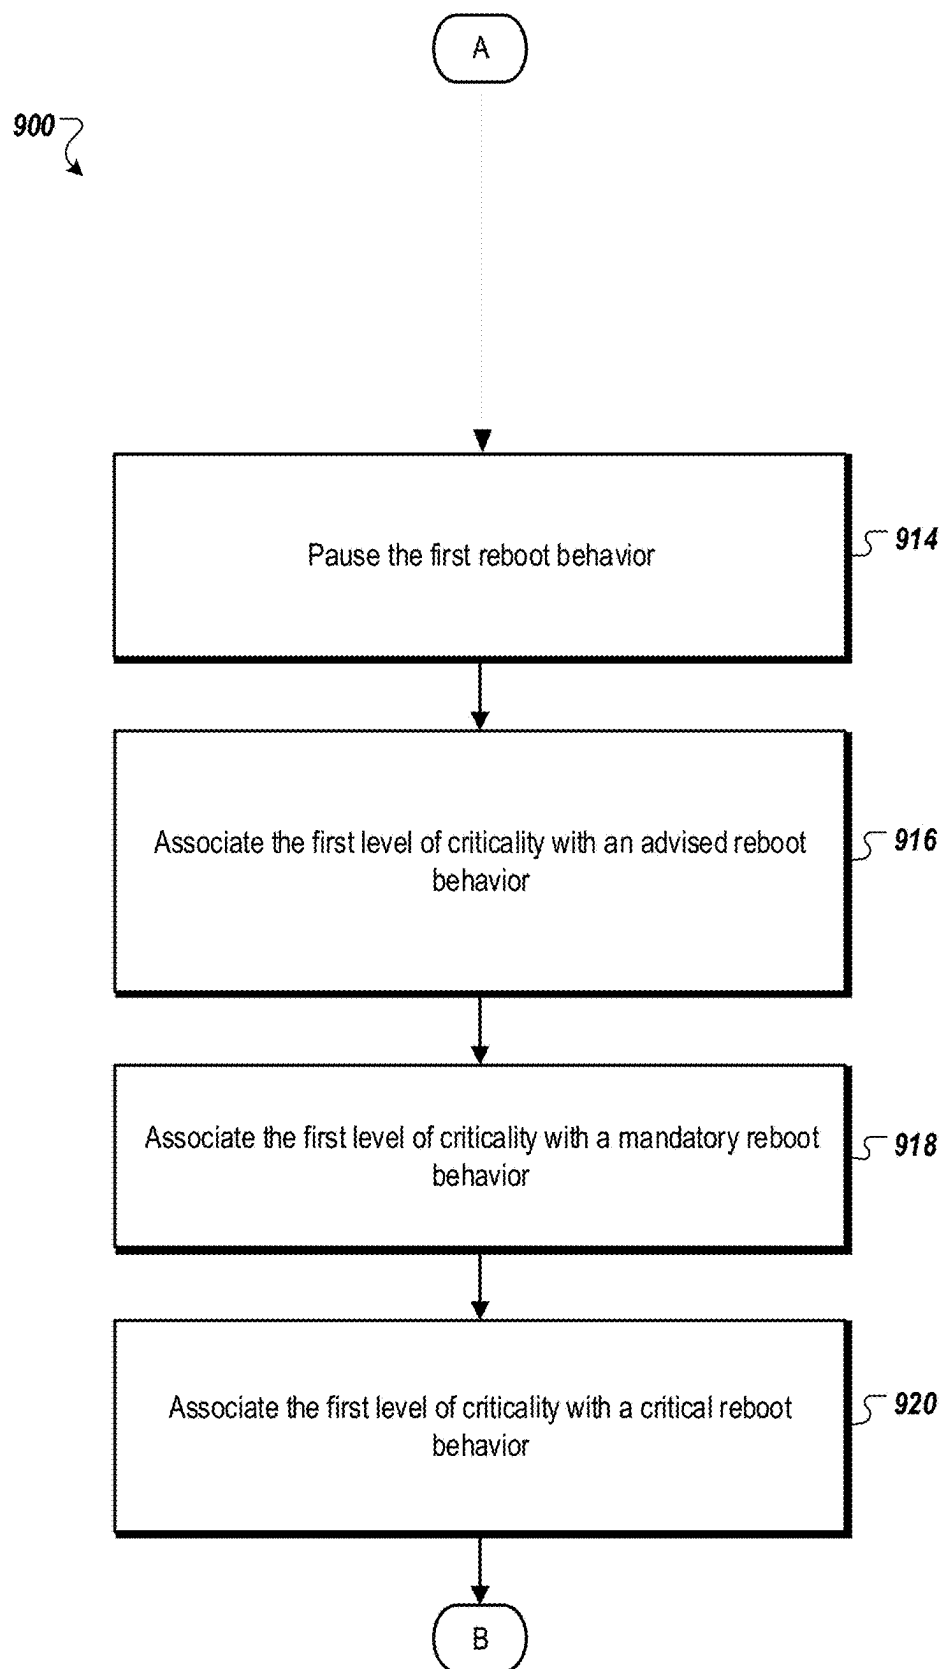 A
900
Pause the first reboot behavior
914
Associate the first level of criticality with an advised reboot
behavior
916
Associate the first level of criticality with a mandatory reboot
behavior
918
Associate the first level of criticality with a critical reboot
behavior
920
B